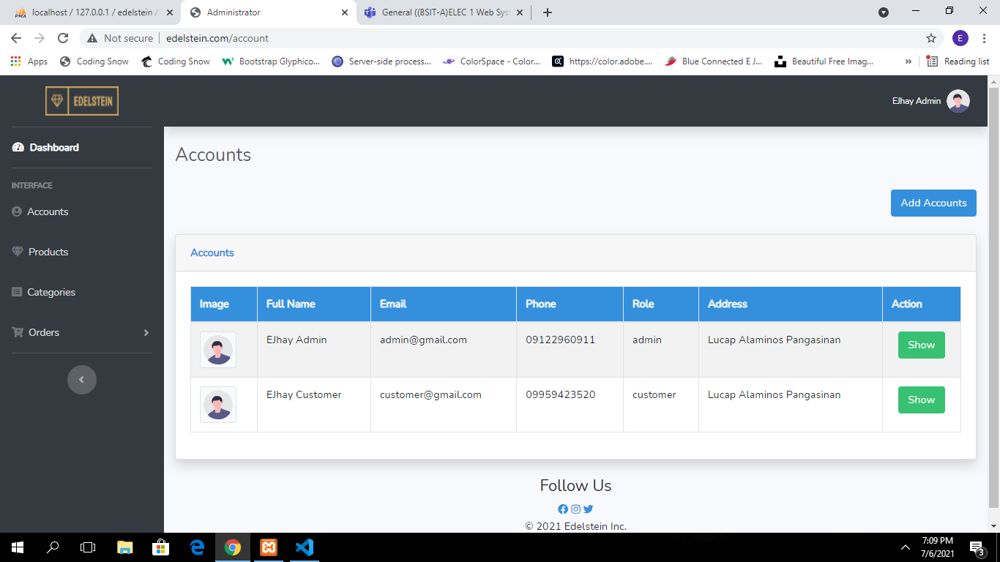 localhost / 127.0.0.1 / edelstein /
Administrator
General ((BSIT-A)ELEC 1 Web Sys
Not secure | edelstein.com/account
E
Apps
Coding Snow
Coding Snow
Bootstrap Glyphico...
Server-side process...
ColorSpace - Color...
https://color.adobe....
Blue Connected E J...
Beautiful Free Imag...
»
Reading list
EDELSTEIN
EJhay Admin
Dashboard
INTERFACE
Accounts
Products
Categories
Orders
Accounts
Add Accounts
Accounts
Image Full Name Email Phone Role Address Action
EJhay Admin admin@gmail.com 09122960911 admin Lucap Alaminos Pangasinan Show
EJhay Customer customer@gmail.com 09959423520 customer Lucap Alaminos Pangasinan Show
Follow Us
© 2021 Edelstein Inc.
7:09 PM
7/6/2021
3